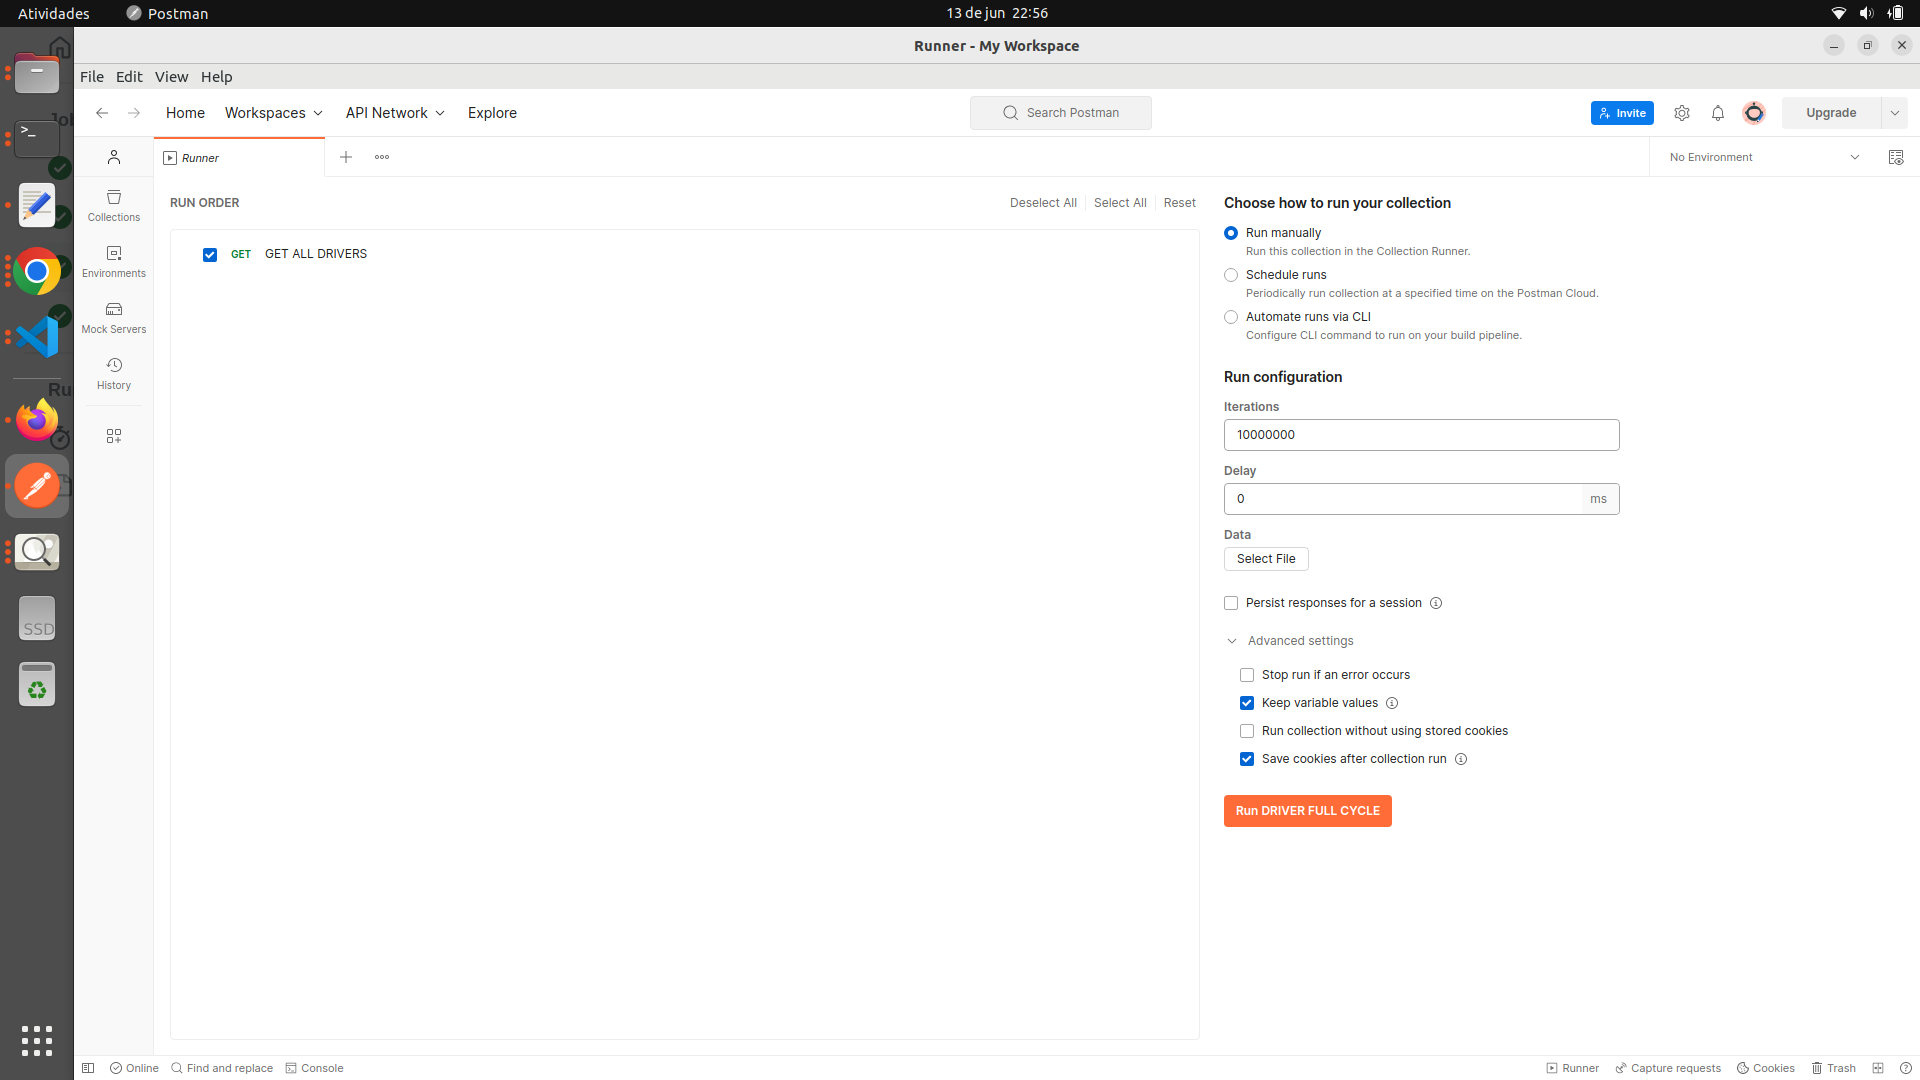 Atividades
Postman
13 de jun 22:56
Runner - My Workspace
File Edit View Help
Home
Workspaces
API Network
Explore
Search Postman
Invite
Upgrade
Runner
No Environment
Collections
Environments
Mock Servers
History
RUN ORDER
Deselect All
Select All
Reset
GET GET ALL DRIVERS
Choose how to run your collection
Run manually
Run this collection in the Collection Runner.
Schedule runs
Periodically run collection at a specified time on the Postman Cloud.
Automate runs via CLI
Configure CLI command to run on your build pipeline.
Run configuration
Iterations
10000000
Delay
0 ms
Data
Select File
Persist responses for a session
Advanced settings
Stop run if an error occurs
Keep variable values
Run collection without using stored cookies
Save cookies after collection run
Run DRIVER FULL CYCLE
>_
SSD
Online
Find and replace
Console
Runner
Capture requests
Cookies
Trash